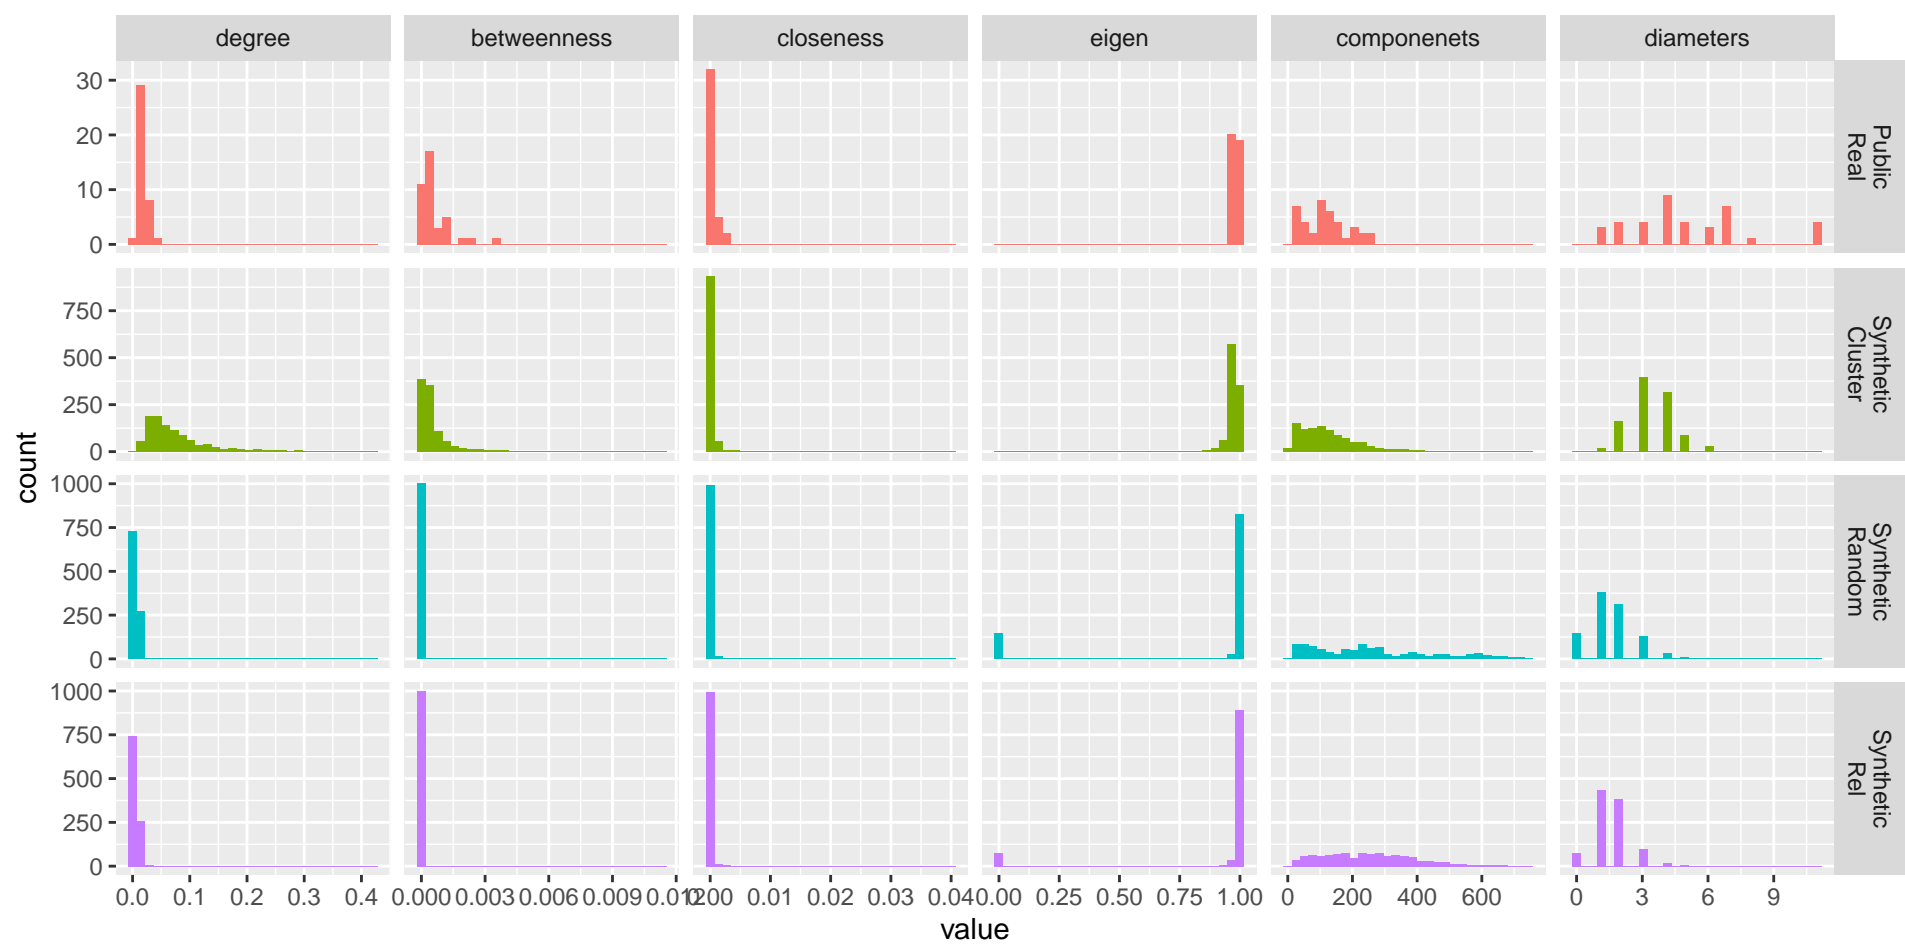 degree betweenness closeness eigen componenets diameters
30
20
10
0
Public
Real
750
500
250
0
Synthetic
Cluster
count
1000
750
500
250
0
Synthetic
Random
1000
750
500
250
0
Synthetic
Rel
0.0 0.1 0.2 0.3 0.4 0.000 0.003 0.006 0.009 0.012 0.00 0.01 0.02 0.03 0.04 0.00 0.25 0.50 0.75 1.00 0 200 400 600 0 3 6 9
value